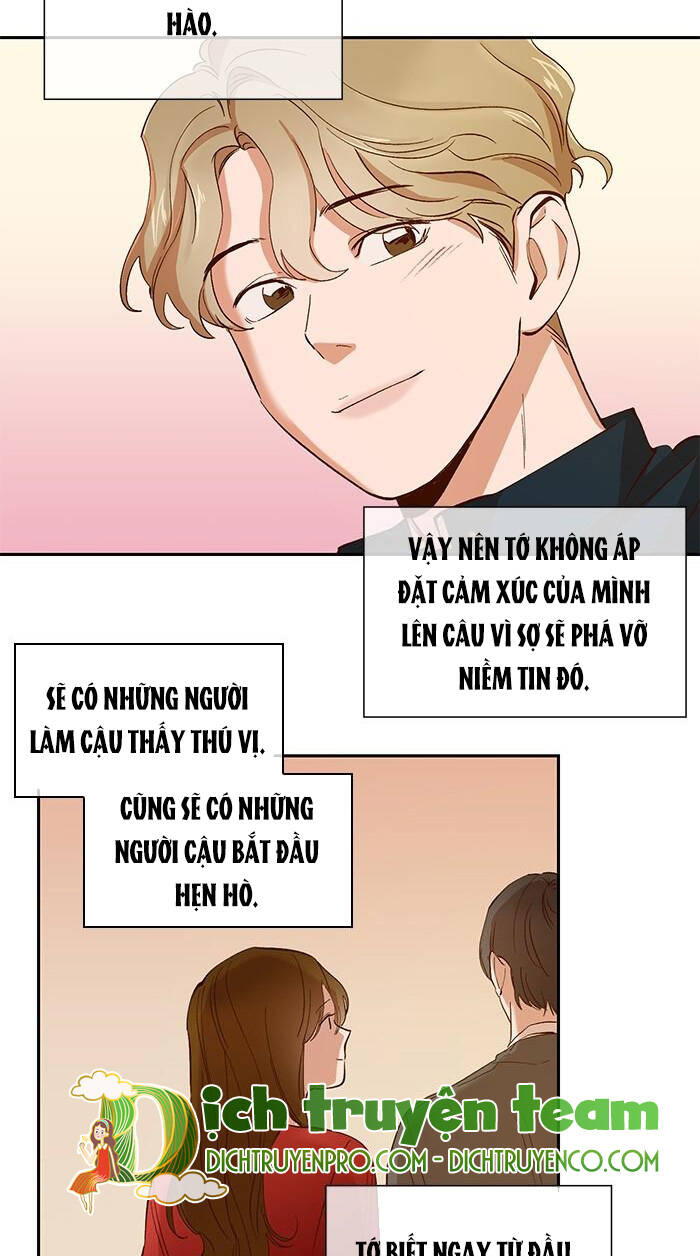 HÀO.
VẬY NÊN TỚ KHÔNG ÁP
ĐẶT CẢM XÚC CỦA MÌNH
LÊN CÂU VÌ SỢ SẼ PHÁ VỠ
NIỀM TIN ĐÓ.
SẼ CÓ NHỮNG NGƯỜI
LÀM CẬU THẤY THÚ VỊ.
CŨNG SẼ CÓ NHỮNG
NGƯỜI CẬU BẮT ĐẦU
HẸN HÒ.
Dịch truyện team
DICHTRUYENPRO.COM - DICHTRUYENCO.COM
TỚ BIẾT NGAY TỪ ĐẦU